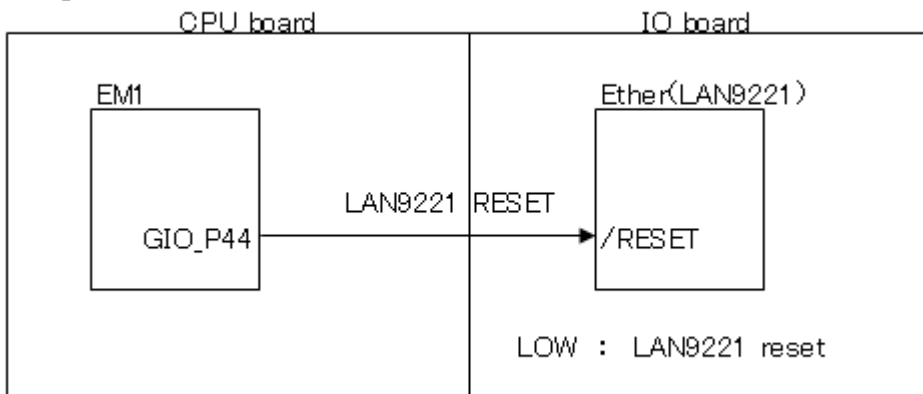 CPU board
IO board
EM1
Ether(LAN9221)
LAN9221 RESET
GIO_P44
/RESET
LOW : LAN9221 reset